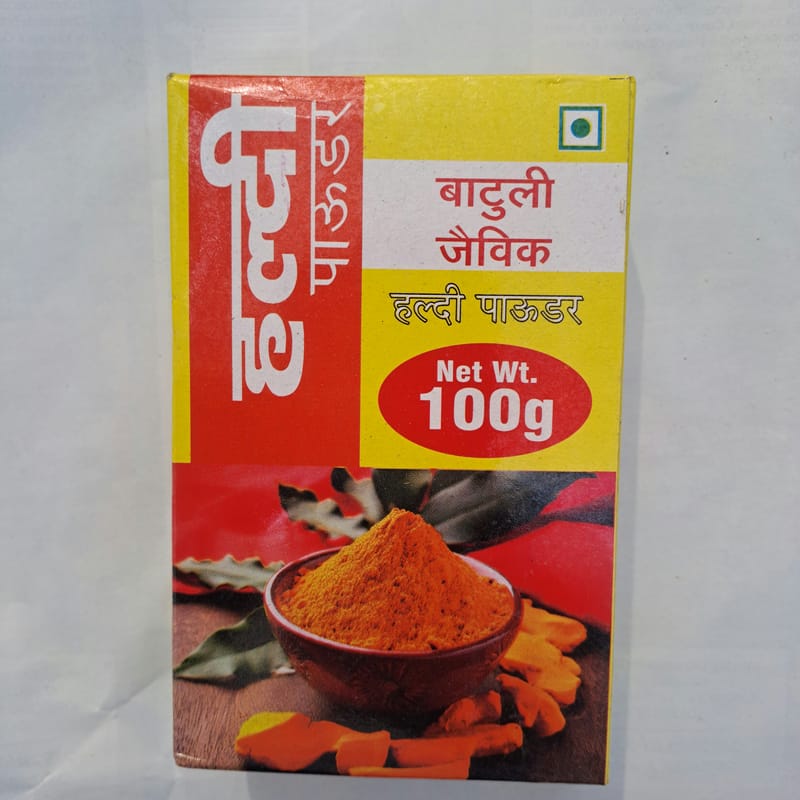 हल्दी
पाऊडर
बाटुली
जैविक
हल्दी पाऊडर
Net Wt.
100g